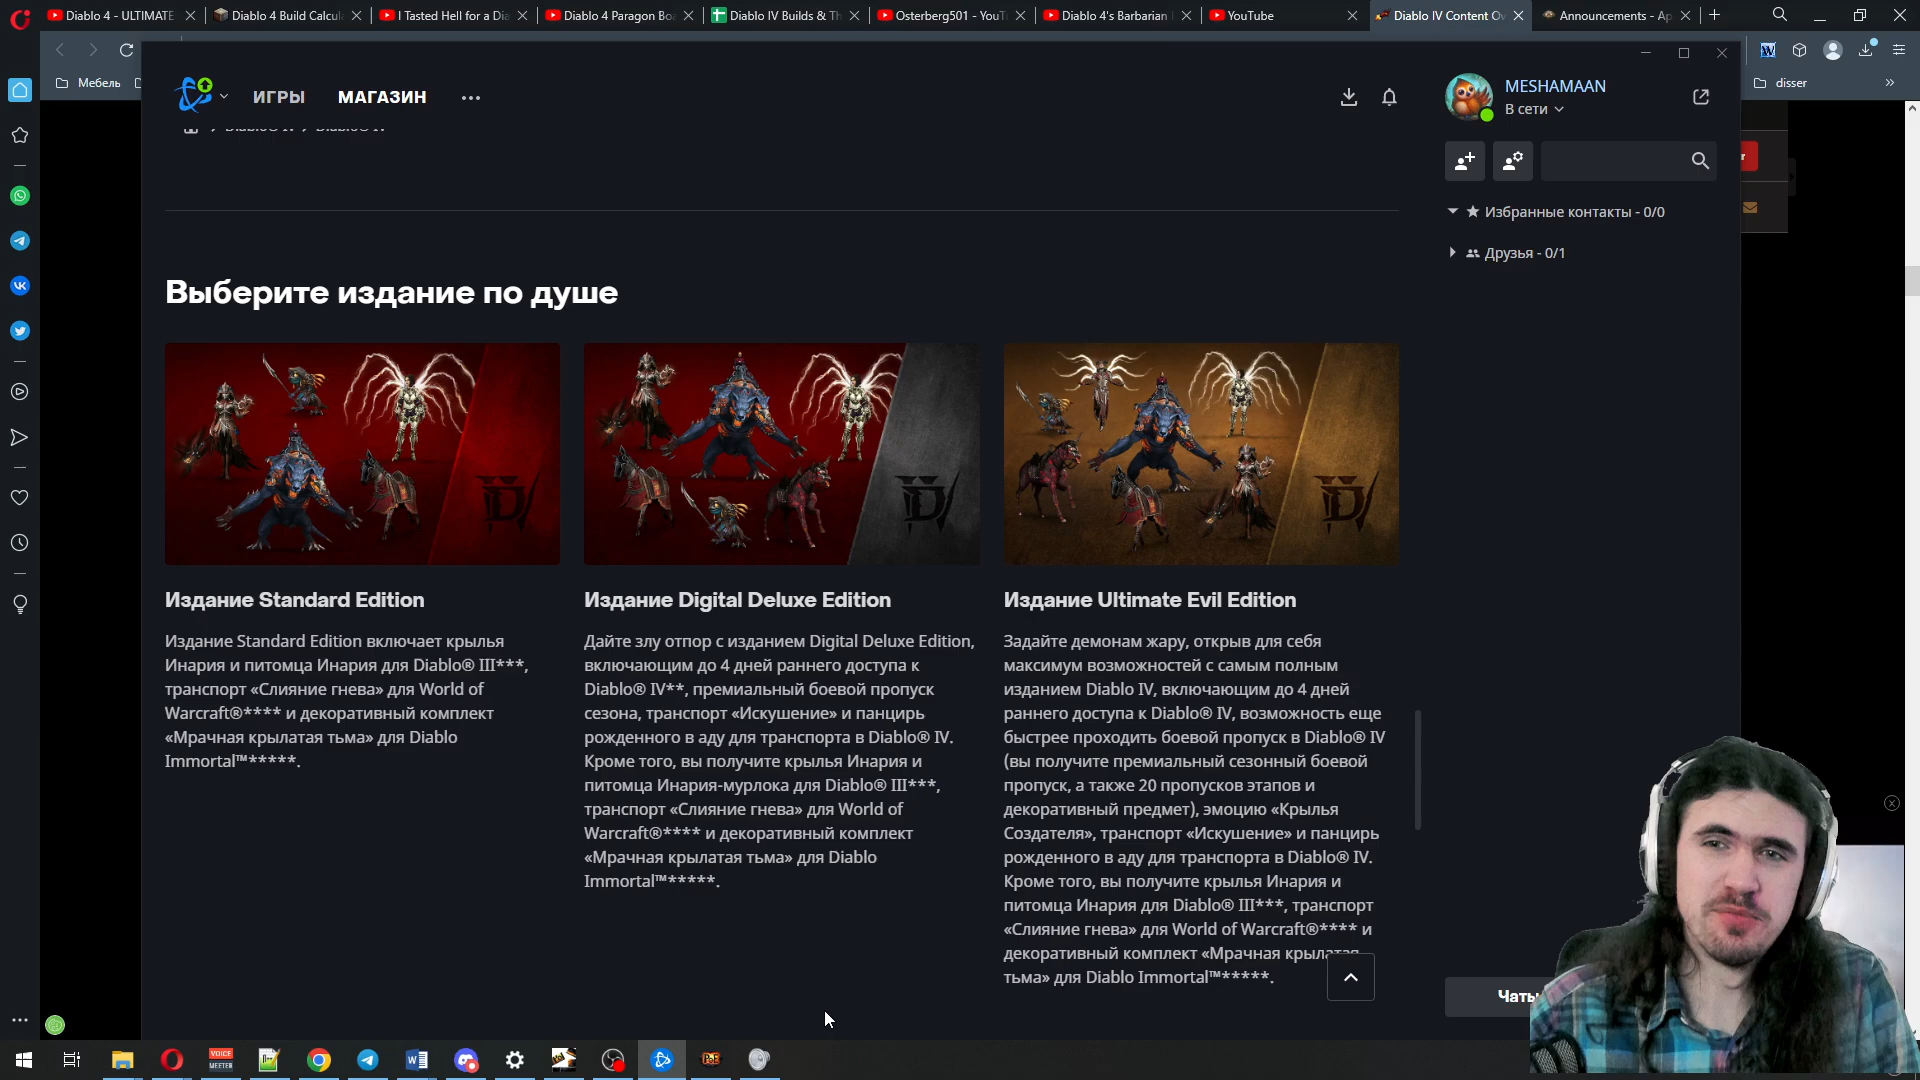 Diablo 4 - ULTIMATE
Diablo 4 Build Calcul
I Tasted Hell for a Di
Diablo 4 Paragon Bo
Diablo IV Builds & Th
Osterberg501 - YouT
Diablo 4's Barbarian
YouTube
Diablo IV Content Ov
Announcements - Ap
Мебель
disser
ИГРЫ
МАГАЗИН
MESHAMAAN
В сети
Избранные контакты - 0/0
Друзья - 0/1
Выберите издание по душе
Издание Standard Edition
Издание Standard Edition включает крылья
Инария и питомца Инария для Diablo® III***,
транспорт «Слияние гнева» для World of
Warcraft®**** и декоративный комплект
«Мрачная крылатая тьма» для Diablo
Immortal™*****.
Издание Digital Deluxe Edition
Дайте злу отпор с изданием Digital Deluxe Edition,
включающим до 4 дней раннего доступа к
Diablo® IV**, премиальный боевой пропуск
сезона, транспорт «Искушение» и панцирь
рожденного в аду для транспорта в Diablo® IV.
Кроме того, вы получите крылья Инария и
питомца Инария-мурлока для Diablo® III***,
транспорт «Слияние гнева» для World of
Warcraft®**** и декоративный комплект
«Мрачная крылатая тьма» для Diablo
Immortal™*****.
Издание Ultimate Evil Edition
Задайте демонам жару, открыв для себя
максимум возможностей с самым полным
изданием Diablo IV, включающим до 4 дней
раннего доступа к Diablo® IV, возможность еще
быстрее проходить боевой пропуск в Diablo® IV
(вы получите премиальный сезонный боевой
пропуск, а также 20 пропусков этапов и
декоративный предмет), эмоцию «Крылья
Создателя», транспорт «Искушение» и панцирь
рожденного в аду для транспорта в Diablo® IV.
Кроме того, вы получите крылья Инария и
питомца Инария для Diablo® III***, транспорт
«Слияние гнева» для World of Warcraft®**** и
декоративный комплект «Мрачная крылатая
тьма» для Diablo Immortal™*****.
Чаты
VOICE
MEETER
PoE